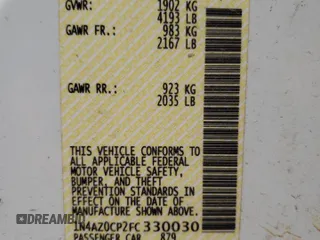 GVWR: 1902 KG
4193 LB
GAWR FR.: 983 KG
2167 LB
GAWR RR.: 923 KG
2035 LB
THIS VEHICLE CONFORMS TO
ALL APPLICABLE FEDERAL
MOTOR VEHICLE SAFETY,
BUMPER, AND THEFT
PREVENTION STANDARDS IN
EFFECT ON THE DATE OF
MANUFACTURE SHOWN ABOVE
1N4AZ0CPZFC330030
PASSENGER CAR 879
DREAMBID